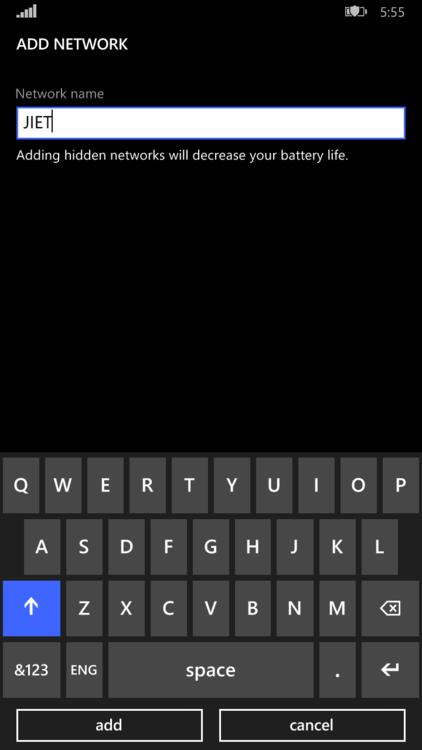 5:55
ADD NETWORK
Network name
JIET
Adding hidden networks will decrease your battery life.
Q W E R T Y U I O P
A S D F G H J K L
Z X C V B N M
&123 ENG space .
add cancel